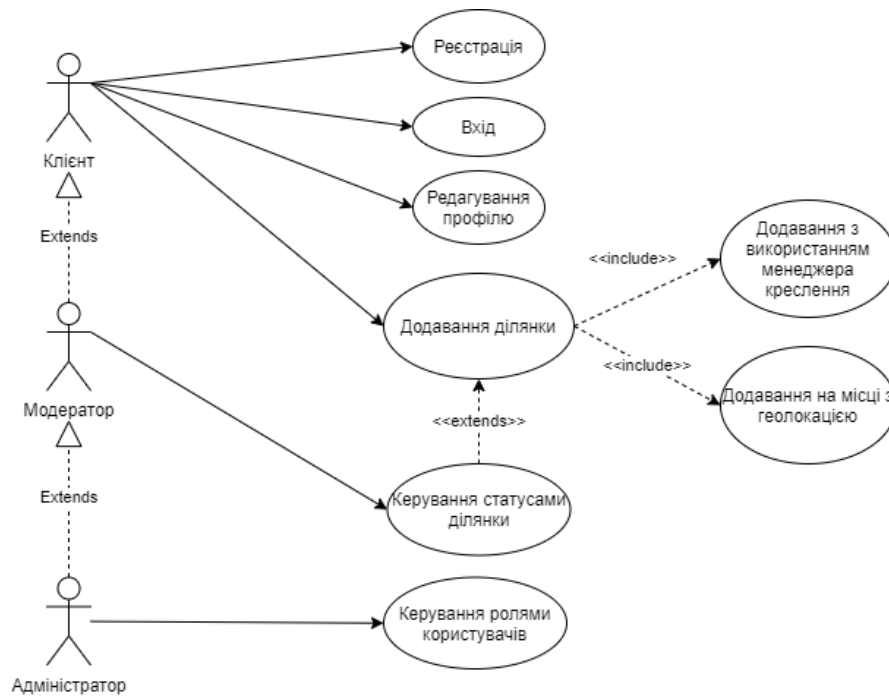 Реєстрація
Клієнт
Вхід
Редагування
профілю
Extends
Додавання з
використанням
менеджера
креслення
<<include>>
Додавання ділянки
<<include>>
Додавання на місці з
геолокацією
Модератор
<<extends>>
Extends
Керування статусами
ділянки
Керування ролями
користувачів
Адміністратор